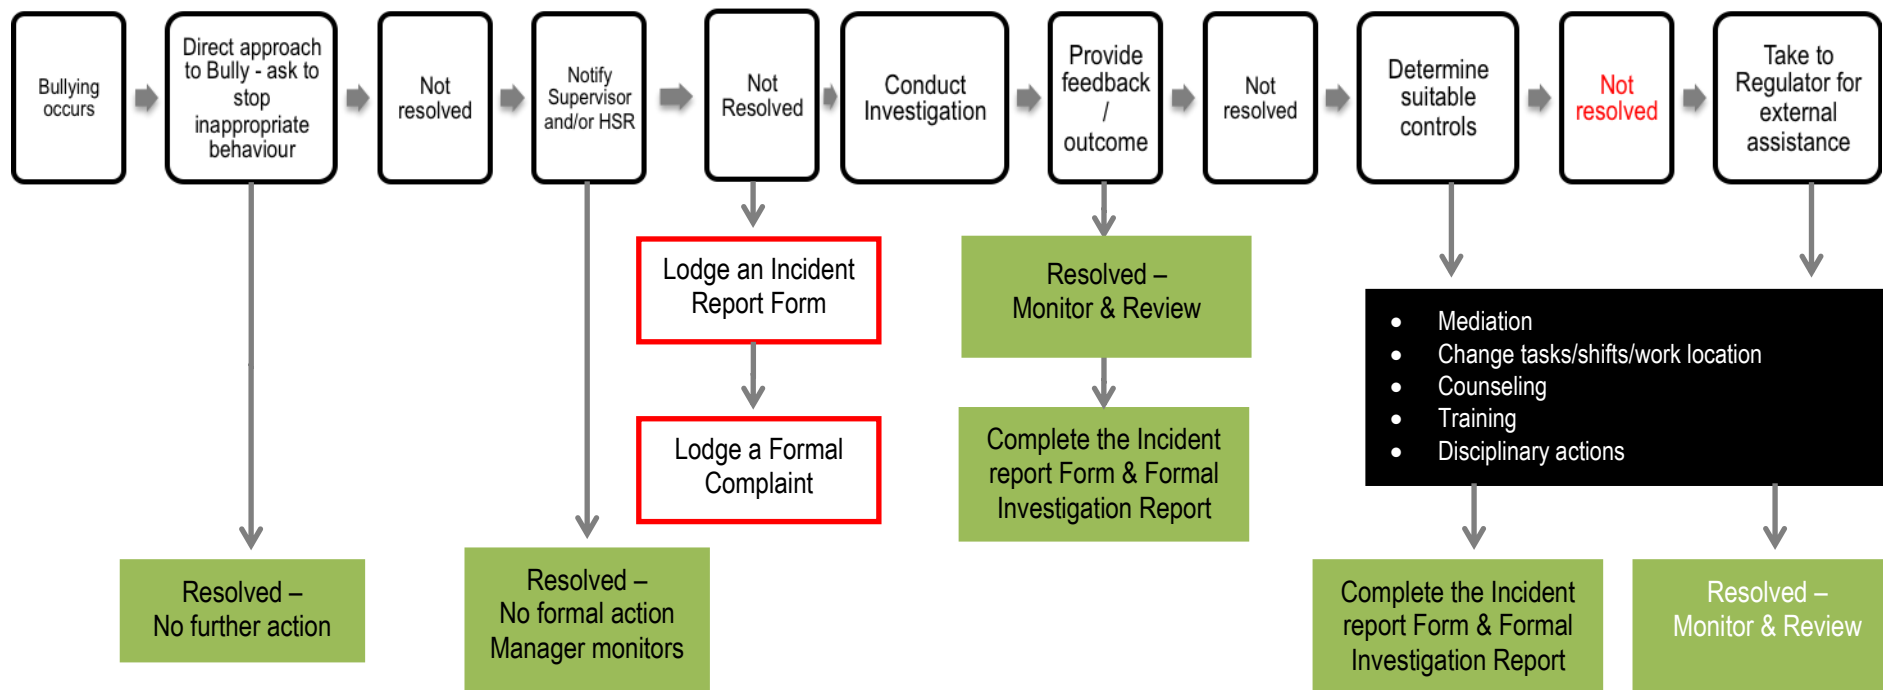 Bullying
occurs
Direct approach
to Bully - ask to
stop
inappropriate
behaviour
Not
resolved
Notify
Supervisor
and/or HSR
Not
Resolved
Conduct
Investigation
Provide
feedback
/
outcome
Not
resolved
Determine
suitable
controls
Not
resolved
Take to
Regulator for
external
assistance
Lodge an Incident
Report Form
Lodge a Formal
Complaint
Resolved –
Monitor & Review
Complete the Incident
report Form & Formal
Investigation Report
• Mediation
• Change tasks/shifts/work location
• Counseling
• Training
• Disciplinary actions
Resolved –
No further action
Resolved –
No formal action
Manager monitors
Complete the Incident
report Form & Formal
Investigation Report
Resolved –
Monitor & Review